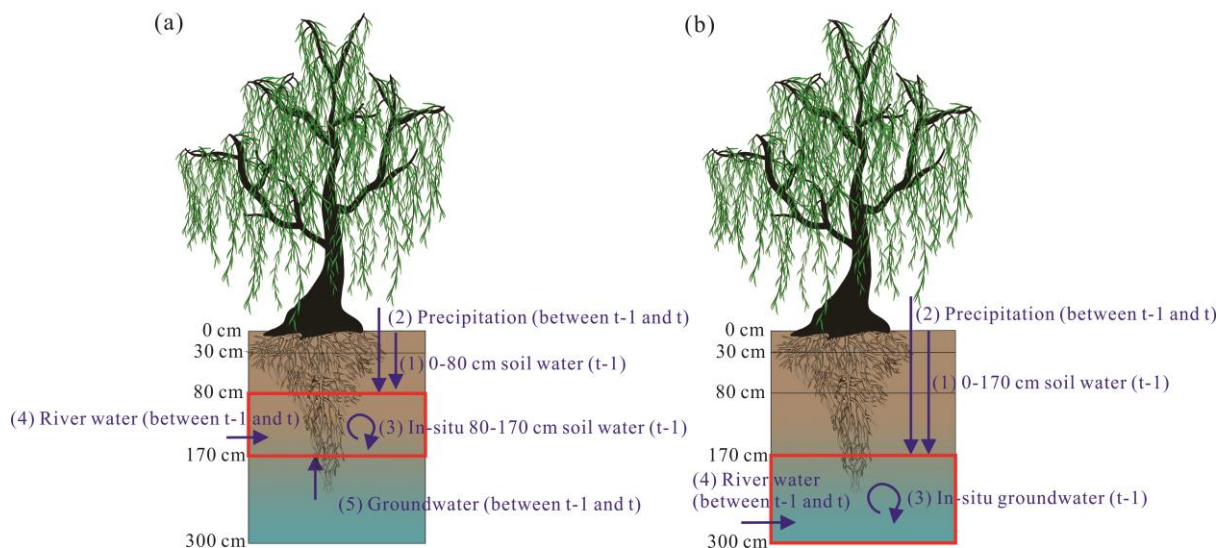 (a)
(2) Precipitation (between t-1 and t)
0 cm
30 cm
(1) 0-80 cm soil water (t-1)
80 cm
(4) River water (between t-1 and t)
(3) In-situ 80-170 cm soil water (t-1)
170 cm
(5) Groundwater (between t-1 and t)
300 cm
(b)
(2) Precipitation (between t-1 and t)
0 cm
30 cm
(1) 0-170 cm soil water (t-1)
80 cm
170 cm
(4) River water
(between t-1 and t)
(3) In-situ groundwater (t-1)
300 cm